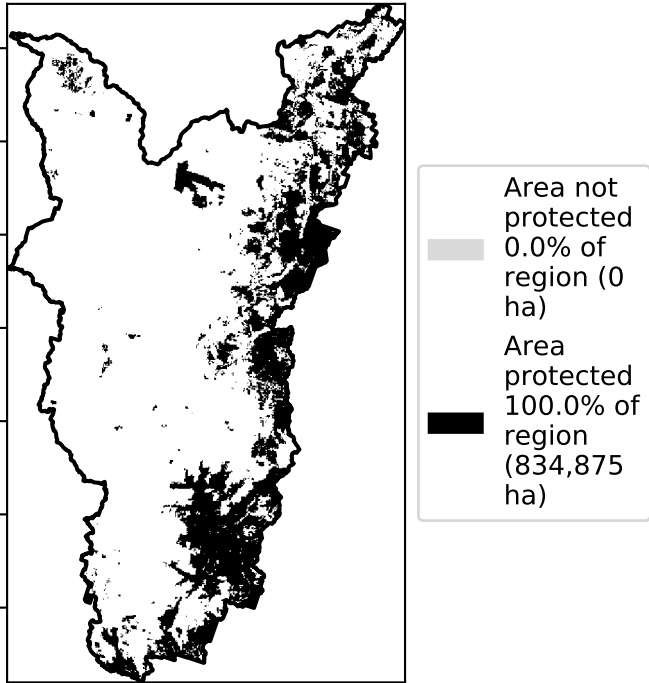 Area not
protected
0.0% of
region (0
ha)
Area
protected
100.0% of
region
(834,875
ha)